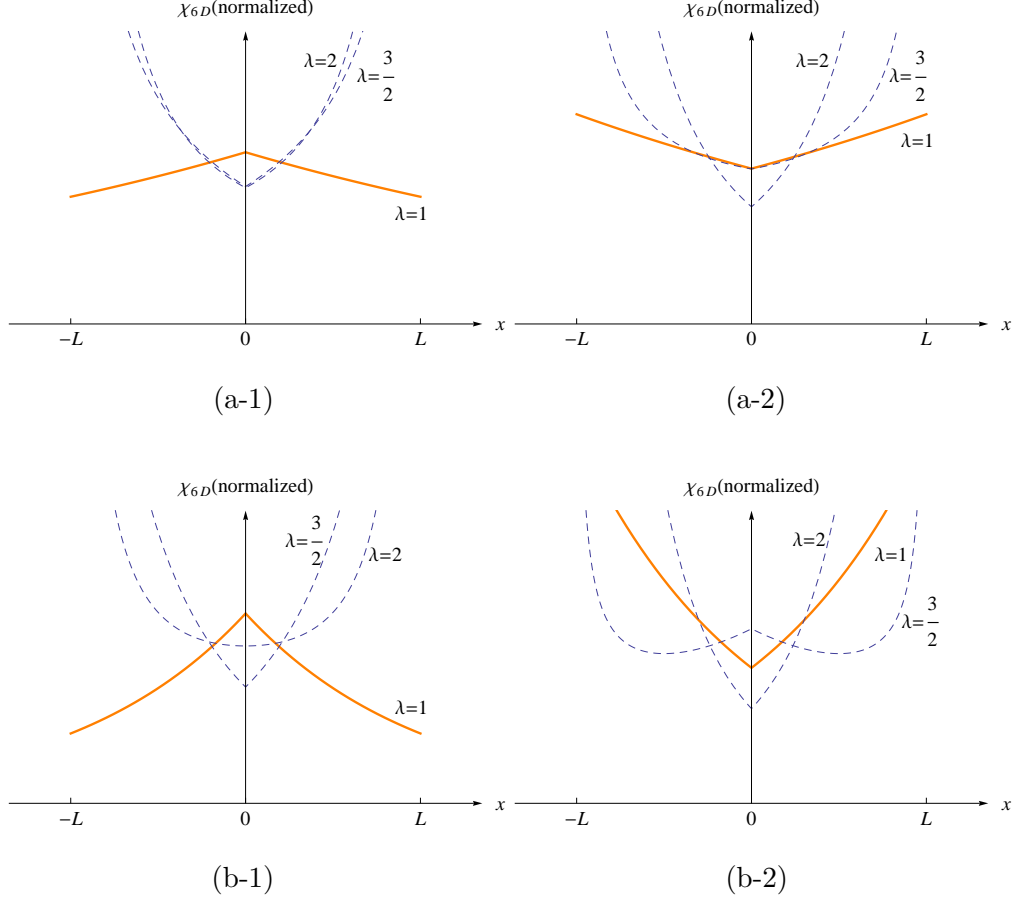 χ6D(normalized)
λ=2
λ=3/2
λ=1
−L
0
L
x
(a-1)
χ6D(normalized)
λ=2
λ=3/2
λ=1
−L
0
L
x
(a-2)
χ6D(normalized)
λ=3/2
λ=2
λ=1
−L
0
L
x
(b-1)
χ6D(normalized)
λ=2
λ=1
λ=3/2
−L
0
L
x
(b-2)